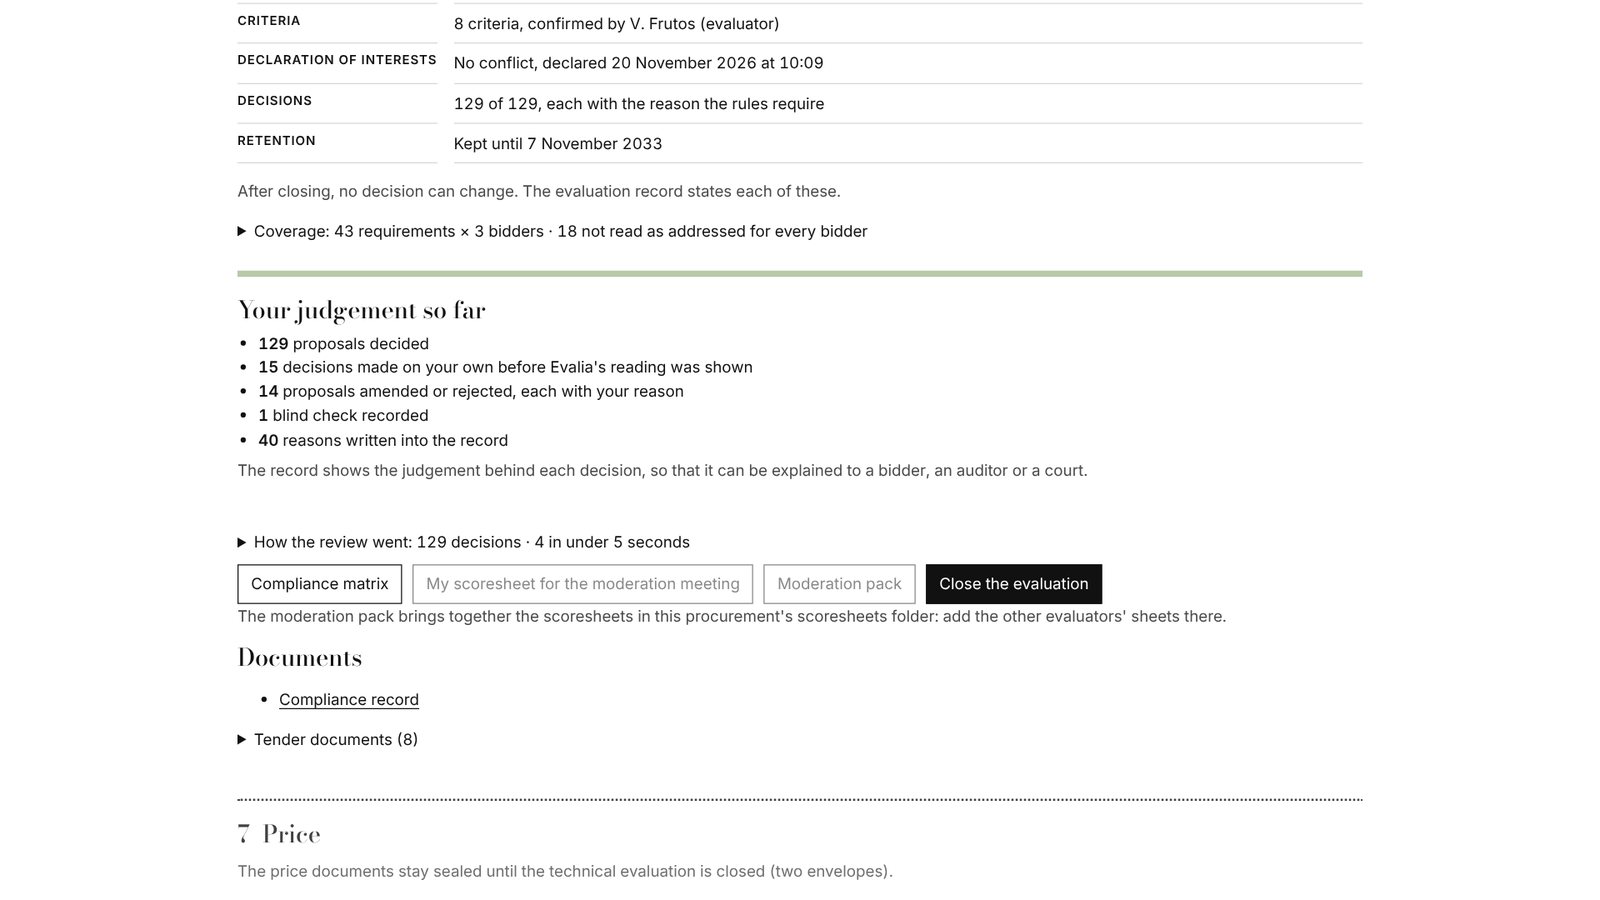 CRITERIA 8 criteria, confirmed by V. Frutos (evaluator)
DECLARATION OF INTERESTS No conflict, declared 20 November 2026 at 10:09
DECISIONS 129 of 129, each with the reason the rules require
RETENTION Kept until 7 November 2033
After closing, no decision can change. The evaluation record states each of these.
▶ Coverage: 43 requirements × 3 bidders · 18 not read as addressed for every bidder
Your judgement so far
• 129 proposals decided
• 15 decisions made on your own before Evalia's reading was shown
• 14 proposals amended or rejected, each with your reason
• 1 blind check recorded
• 40 reasons written into the record
The record shows the judgement behind each decision, so that it can be explained to a bidder, an auditor or a court.
▶ How the review went: 129 decisions · 4 in under 5 seconds
Compliance matrix My scoresheet for the moderation meeting Moderation pack Close the evaluation
The moderation pack brings together the scoresheets in this procurement's scoresheets folder: add the other evaluators' sheets there.
Documents
• Compliance record
▶ Tender documents (8)
7 Price
The price documents stay sealed until the technical evaluation is closed (two envelopes).